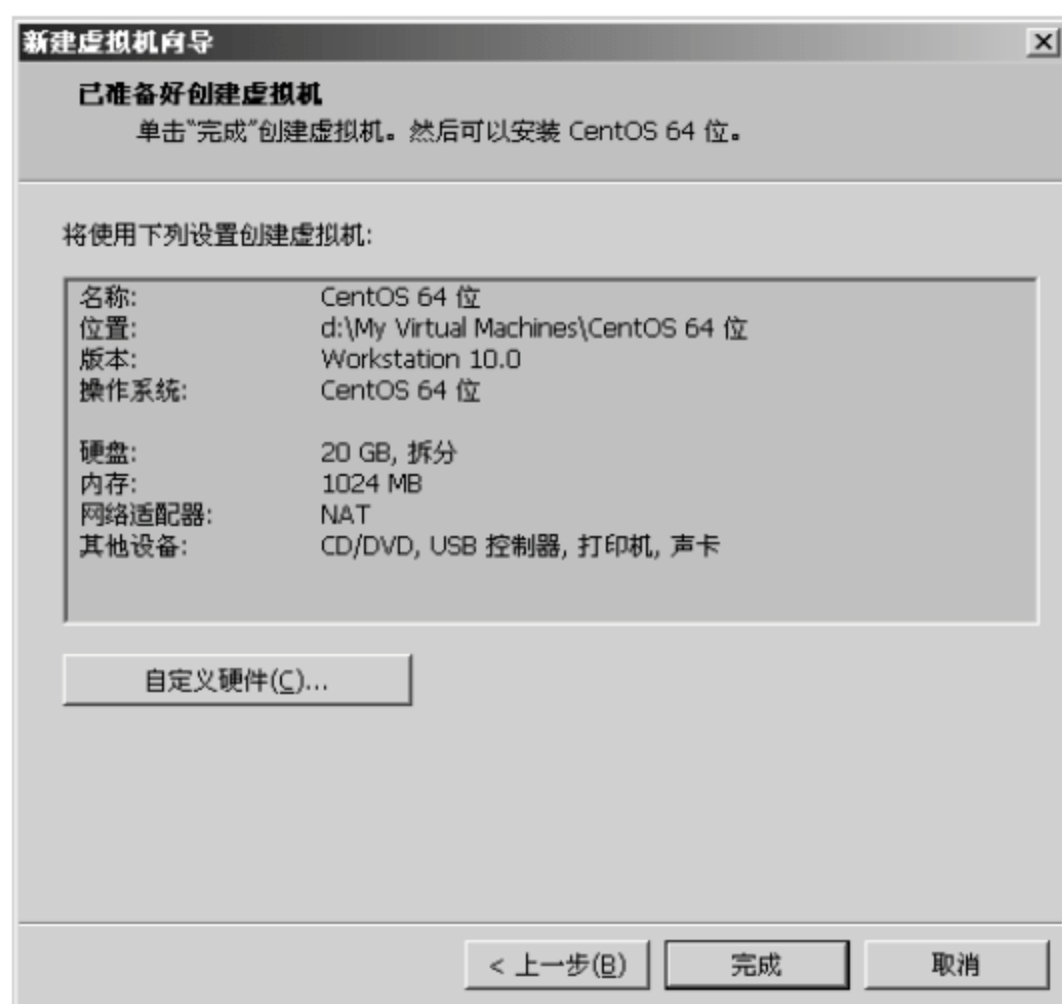 新建虚拟机向导
已准备好创建虚拟机
单击“完成”创建虚拟机。然后可以安装 CentOS 64 位。
将使用下列设置创建虚拟机:
名称: CentOS 64 位
位置: d:\My Virtual Machines\CentOS 64 位
版本: Workstation 10.0
操作系统: CentOS 64 位
硬盘: 20 GB, 拆分
内存: 1024 MB
网络适配器: NAT
其他设备: CD/DVD, USB 控制器, 打印机, 声卡
自定义硬件(C)...
< 上一步(B) 完成 取消